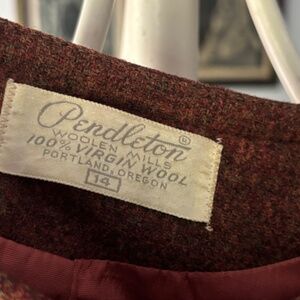 Pendleton ®
WOOLEN MILLS
100% VIRGIN WOOL
PORTLAND, OREGON
14